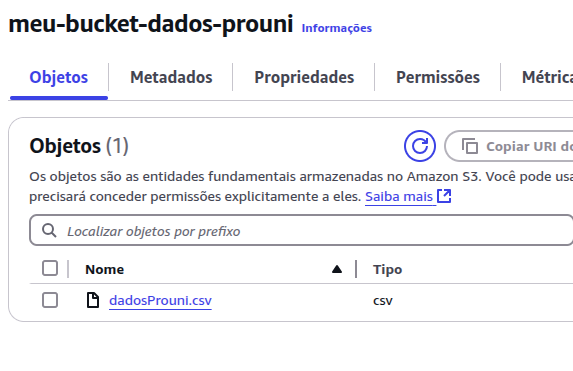 meu-bucket-dados-prouni Informações
Objetos Metadados Propriedades Permissões Métrica
Objetos (1)
Copiar URI do
Os objetos são as entidades fundamentais armazenadas no Amazon S3. Você pode usa
precisará conceder permissões explicitamente a eles. Saiba mais
Localizar objetos por prefixo
Nome Tipo
dadosProuni.csv csv